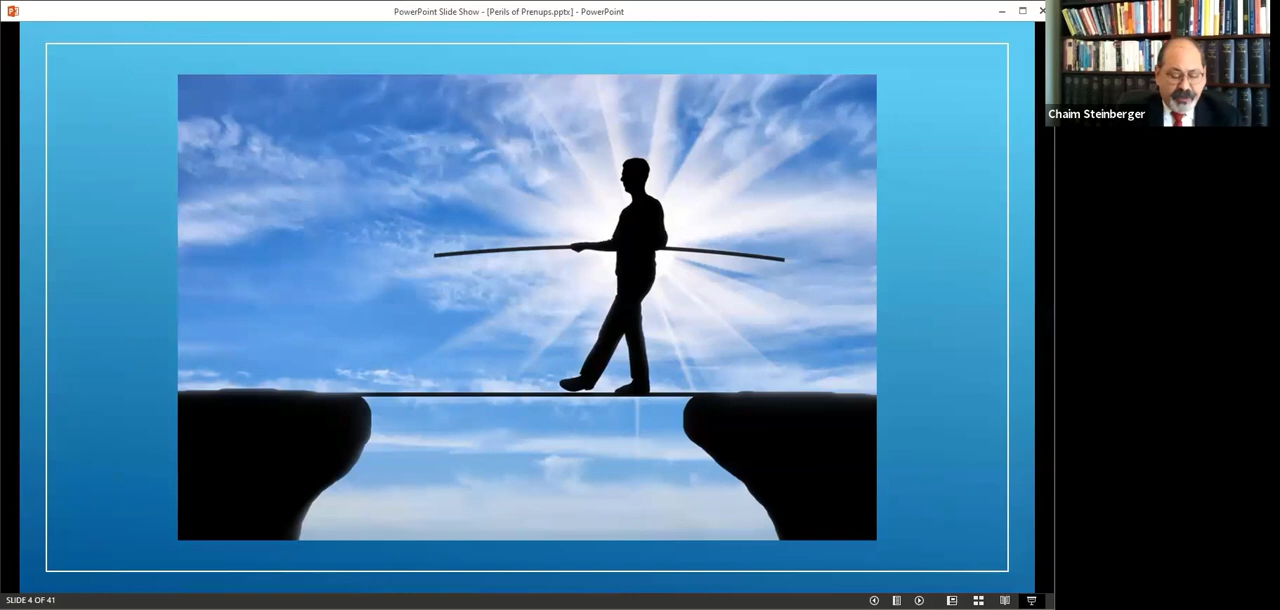 PowerPoint Slide Show - [Perils of Prenups.pptx] - PowerPoint
Chaim Steinberger
SLIDE 4 OF 41